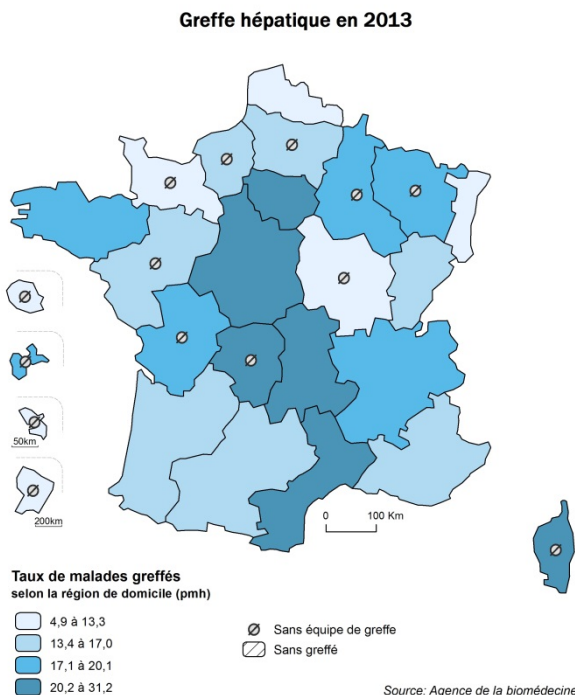 Greffe hépatique en 2013
50km
200km
0 100 Km
Taux de malades greffés
selon la région de domicile (pmh)
4,9 à 13,3
13,4 à 17,0
17,1 à 20,1
20,2 à 31,2
Sans équipe de greffe
Sans greffé
Source: Agence de la biomédecine